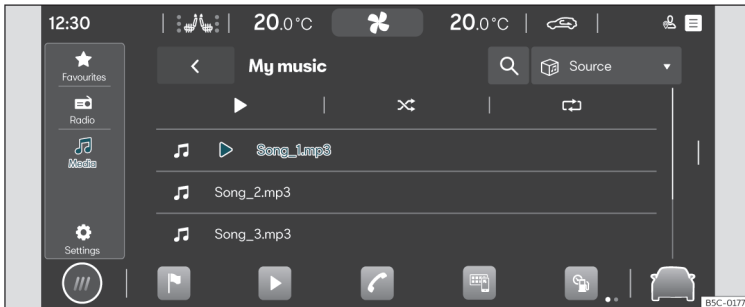 12:30
20.0°C
20.0°C
Favourites
My music
Source
Radio
Media
Song_1.mp3
Song_2.mp3
Song_3.mp3
Settings
B5C-0177